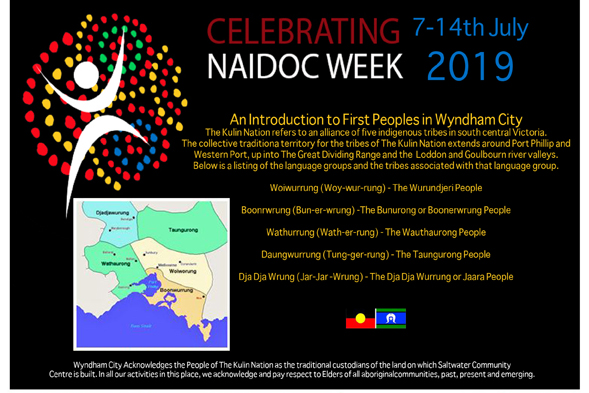 CELEBRATING 7-14th July
NAIDOC WEEK 2019
An Introduction to First Peoples in Wyndham City
The Kulin Nation refers to an alliance of five indigenous tribes in south central Victoria.
The collective traditiona territory for the tribes of The Kulin Nation extends around Port Phillip and
Western Port, up into The Great Dividing Range and the Loddon and Goulbourn river valleys.
Below is a listing of the language groups and the tribes associated with that language group.
Woiwurrung (Woy-wur-rung) - The Wurundjeri People
Boonrwrung (Bun-er-wrung) -The Bunurong or Boonerwrung People
Wathurrung (Wath-er-rung) - The Wauthaurong People
Daungwurrung (Tung-ger-rung) - The Taungurong People
Dja Dja Wrung (Jar-Jar -Wrung) - The Dja Dja Wurrung or Jaara People
Djadjawurung
Taungurong
Wathaurong
Woiworung
Boonwurrung
Wyndham City Acknowledges the People of The Kulin Nation as the traditional custodians of the land on which Saltwater Community
Centre is built. In all our activities in this place, we acknowledge and pay respect to Elders of all aboriginalcommunities, past, present and emerging.